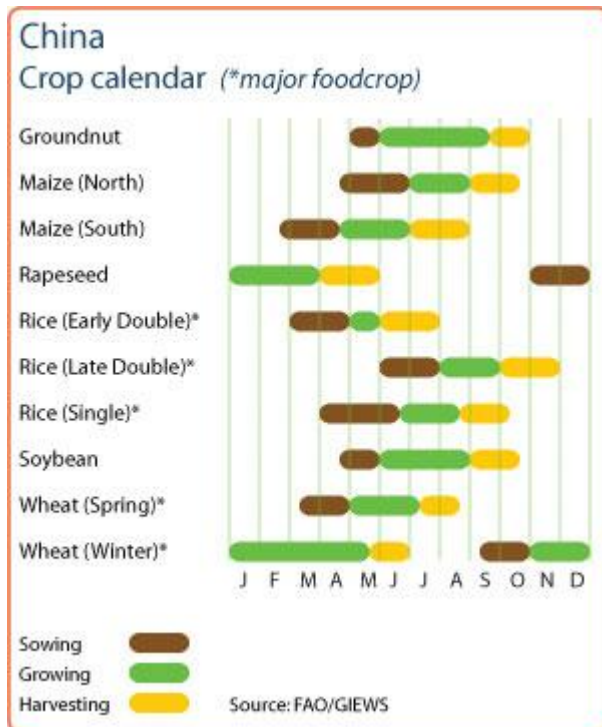 China
Crop calendar (*major foodcrop)
Groundnut
Maize (North)
Maize (South)
Rapeseed
Rice (Early Double)*
Rice (Late Double)*
Rice (Single)*
Soybean
Wheat (Spring)*
Wheat (Winter)*
J F M A M J J A S O N D
Sowing
Growing
Harvesting Source: FAO/GIEWS